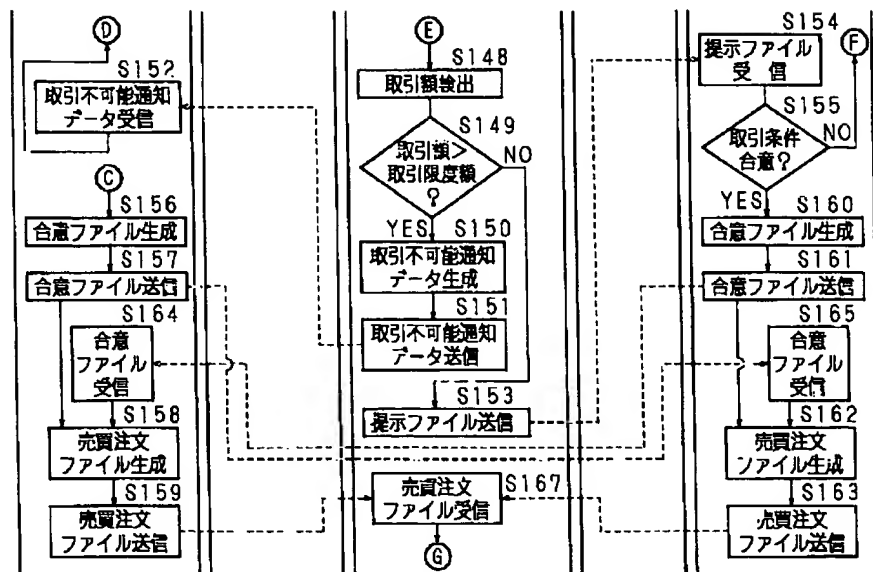 D
S152
取引不可能通知
データ受信
C
S156
合意ファイル生成
S157
合意ファイル送信
S164
合意
ファイル
受信
S158
売買注文
ファイル生成
S159
売買注文
ファイル送信
E
S148
取引額検出
S149
取引額>
取引限度額
?
NO
YES
S150
取引不可能通知
データ生成
S151
取引不可能通知
データ送信
S153
提示ファイル送信
S167
売買注文
ファイル受信
G
S154
提示ファイル
受 信
F
S155
取引条件
合意?
NO
YES
S160
合意ファイル生成
S161
合意ファイル送信
S165
合意
ファイル
受信
S162
売買注文
ファイル生成
S163
売買注文
ファイル送信